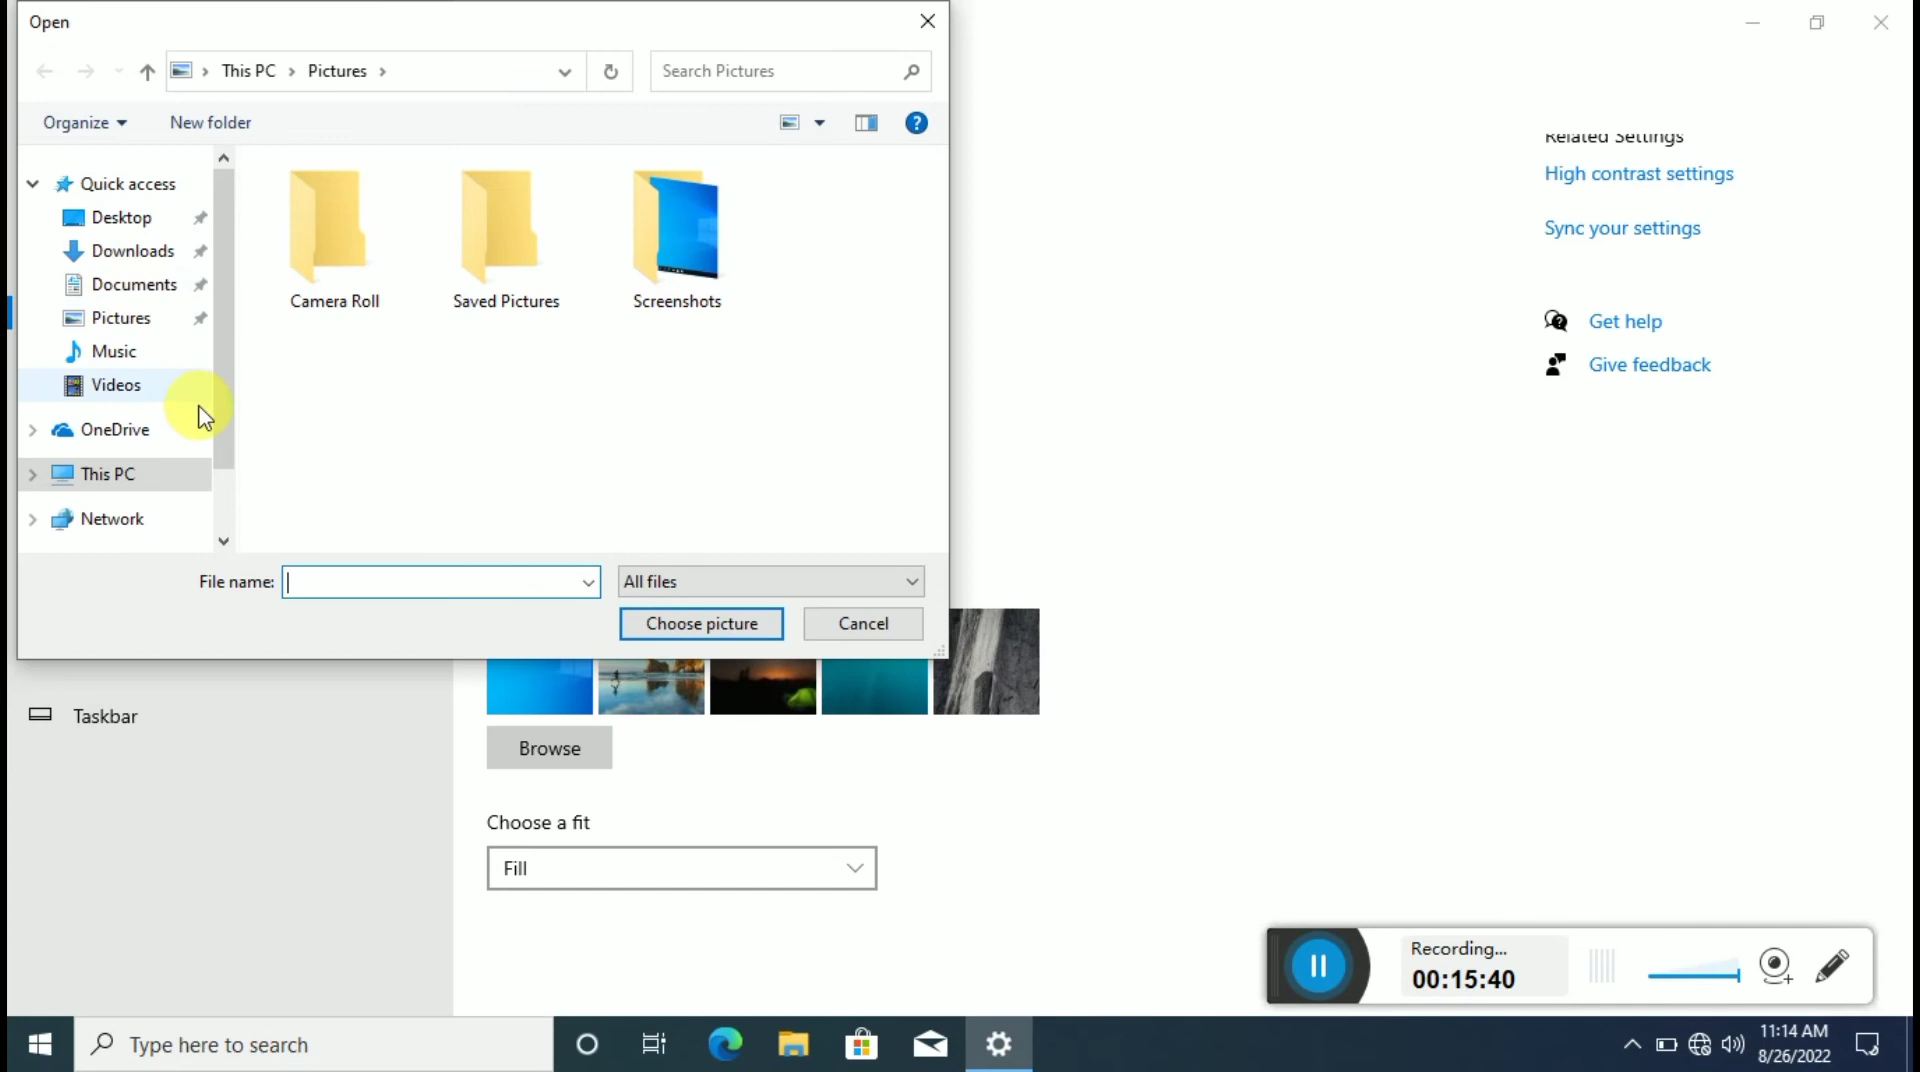 Open
This PC
Pictures
Search Pictures
Organize
New folder
?
Quick access
Desktop
Downloads
Documents
Pictures
Music
Videos
OneDrive
This PC
Network
Camera Roll
Saved Pictures
Screenshots
File name:
All files
Choose picture
Cancel
Related Settings
High contrast settings
Sync your settings
Get help
Give feedback
Taskbar
Browse
Choose a fit
Fill
Recording...
00:15:40
Type here to search
11:14 AM
8/26/2022